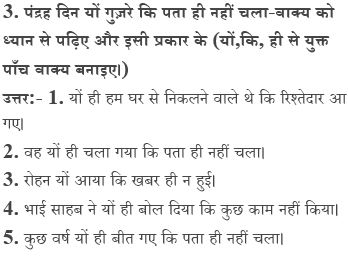 3. पंद्रह दिन यों गुज़रे कि पता ही नहीं चला-वाक्य को
ध्यान से पढ़िए और इसी प्रकार के (यों,कि, ही से युक्त
पाँच वाक्य बनाइए।)
उत्तर:- 1. यों ही हम घर से निकलने वाले थे कि रिश्तेदार आ
गए।
2. वह यों ही चला गया कि पता ही नहीं चला।
3. रोहन यों आया कि खबर ही न हुई।
4. भाई साहब ने यों ही बोल दिया कि कुछ काम नहीं किया।
5. कुछ वर्ष यों ही बीत गए कि पता ही नहीं चला।